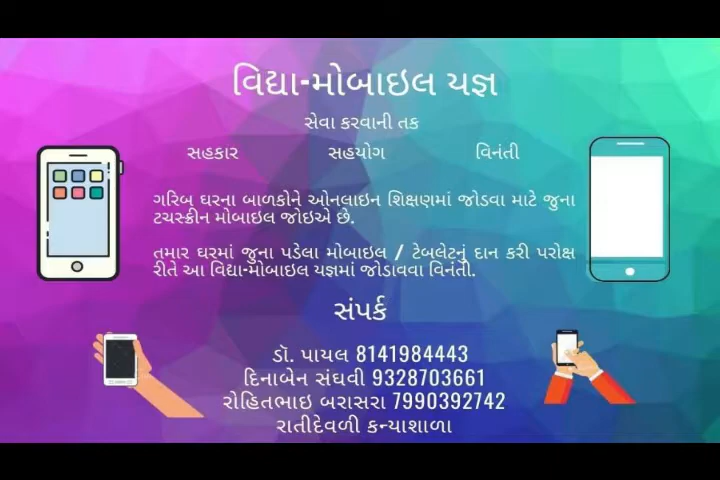 વિદ્યા-મોબાઇલ યજ્ઞ
સેવા કરવાની તક
સહકાર સહયોગ વિનંતી
ગરિબ ઘરના બાળકોને ઓનલાઇન શિક્ષણમાં જોડવા માટે જુના
ટચસ્ક્રીન મોબાઇલ જોઇએ છે.
તમાર ઘરમાં જુના પડેલા મોબાઇલ / ટેબલેટનું દાન કરી પરોક્ષ
રીતે આ વિદ્યા-મોબાઇલ યજ્ઞમાં જોડાવવા વિનંતી.
સંપર્ક
ડૉ. પાયલ 8141984443
દિનાબેન સંઘવી 9328703661
રોહિતભાઇ બરાસરા 7990392742
રાતીદેવળી કન્યાશાળા